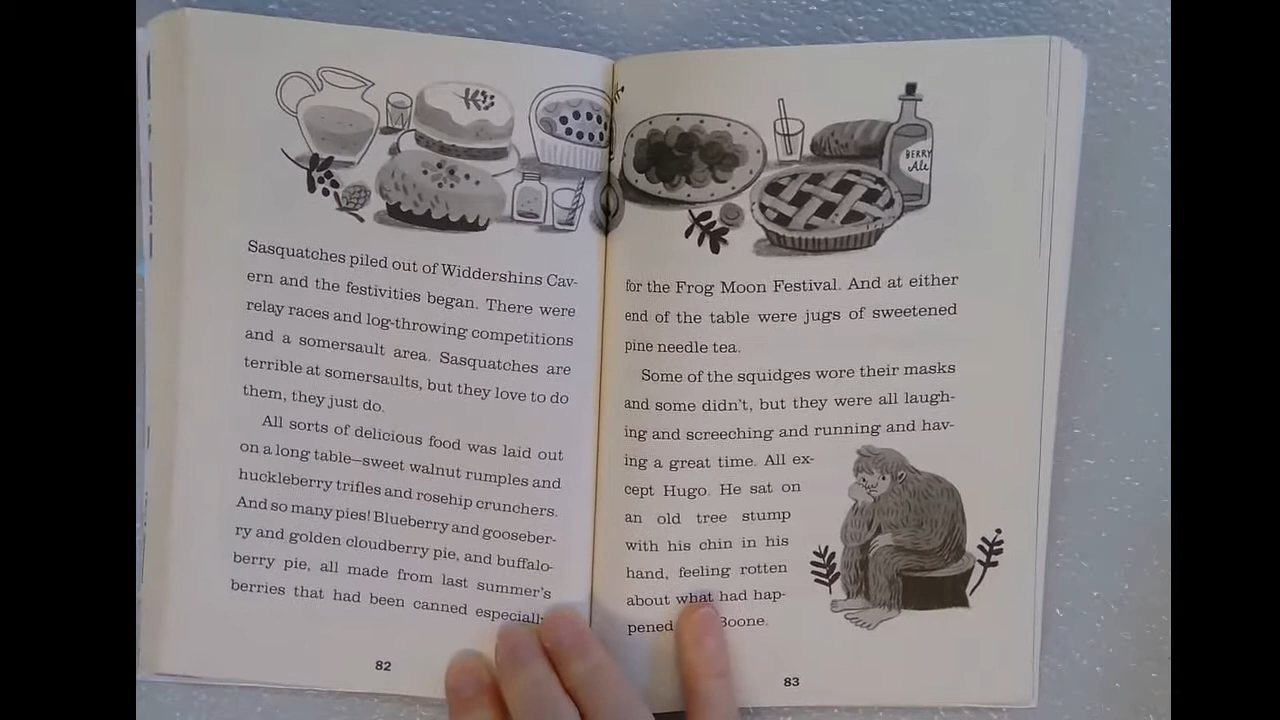 BERRY
Ale
Sasquatches piled out of Widdershins Cav-
ern and the festivities began. There were
relay races and log-throwing competitions
and a somersault area. Sasquatches are
terrible at somersaults, but they love to do
them, they just do.
All sorts of delicious food was laid out
on a long table—sweet walnut rumples and
huckleberry trifles and rosehip crunchers.
And so many pies! Blueberry and gooseber-
ry and golden cloudberry pie, and buffalo-
berry pie, all made from last summer's
berries that had been canned especially
82
for the Frog Moon Festival. And at either
end of the table were jugs of sweetened
pine needle tea.
Some of the squidges wore their masks
and some didn't, but they were all laugh-
ing and screeching and running and hav-
ing a great time. All ex-
cept Hugo. He sat on
an old tree stump
with his chin in his
hand, feeling rotten
about what had hap-
pened Boone.
83